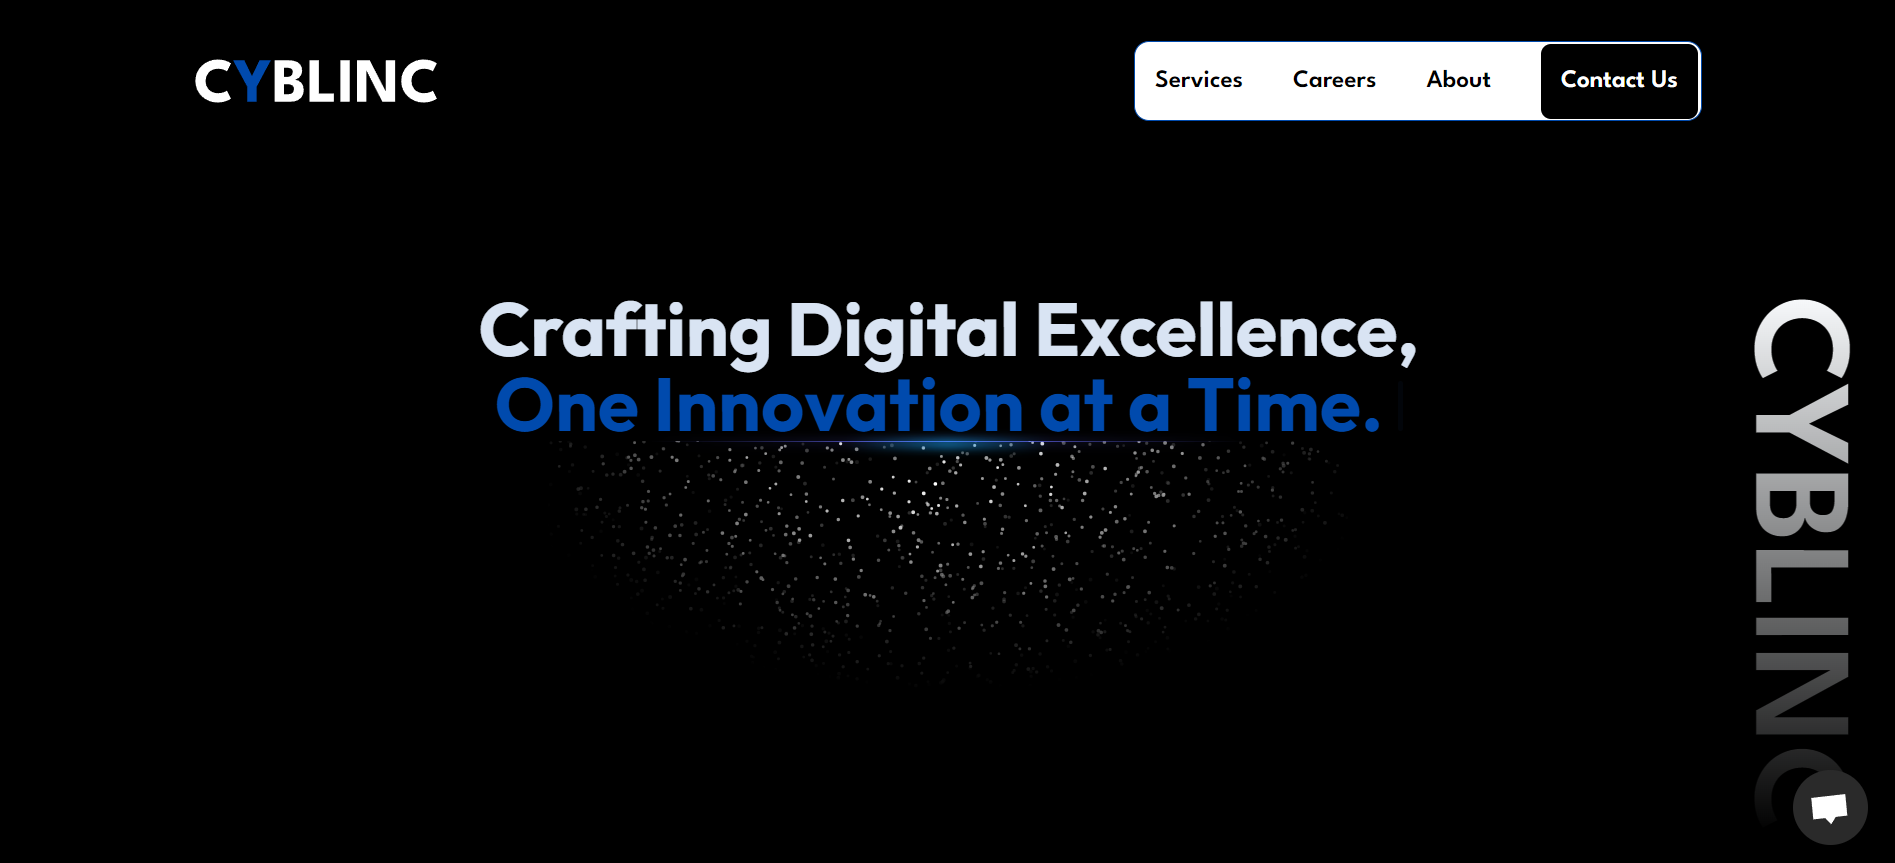 CYBLINC
Services Careers About Contact Us
Crafting Digital Excellence,
One Innovation at a Time.
CYBLINC